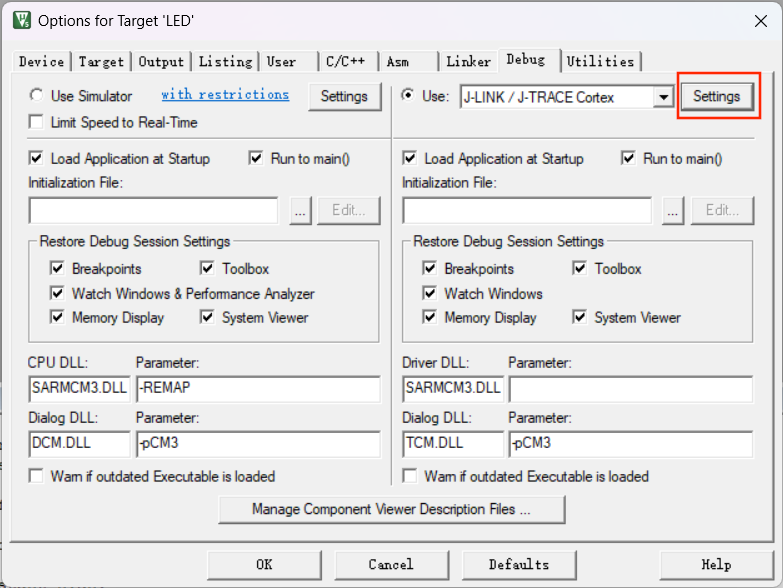 Options for Target 'LED'
Device Target Output Listing User C/C++ Asm Linker Debug Utilities
Use Simulator with restrictions Settings
Limit Speed to Real-Time
Use: J-LINK / J-TRACE Cortex Settings
Load Application at Startup Run to main()
Initialization File:
... Edit...
Restore Debug Session Settings
Breakpoints Toolbox
Watch Windows & Performance Analyzer
Memory Display System Viewer
CPU DLL: Parameter:
SARMCM3.DLL -REMAP
Dialog DLL: Parameter:
DCM.DLL -pCM3
Warn if outdated Executable is loaded
Load Application at Startup Run to main()
Initialization File:
... Edit...
Restore Debug Session Settings
Breakpoints Toolbox
Watch Windows
Memory Display System Viewer
Driver DLL: Parameter:
SARMCM3.DLL
Dialog DLL: Parameter:
TCM.DLL -pCM3
Warn if outdated Executable is loaded
Manage Component Viewer Description Files ...
OK Cancel Defaults Help